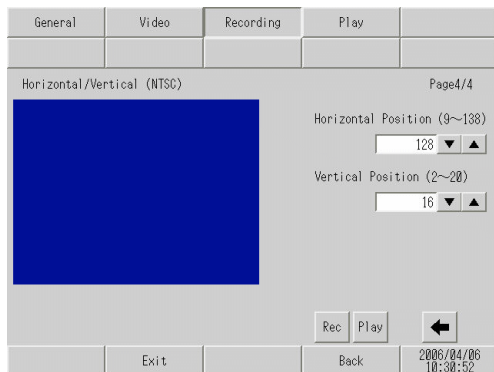 General Video Recording Play
Horizontal/Vertical (NTSC) Page4/4
Horizontal Position (9～138)
128 ▼ ▲
Vertical Position (2～20)
16 ▼ ▲
Rec Play
Exit Back 2006/04/06
10:30:52